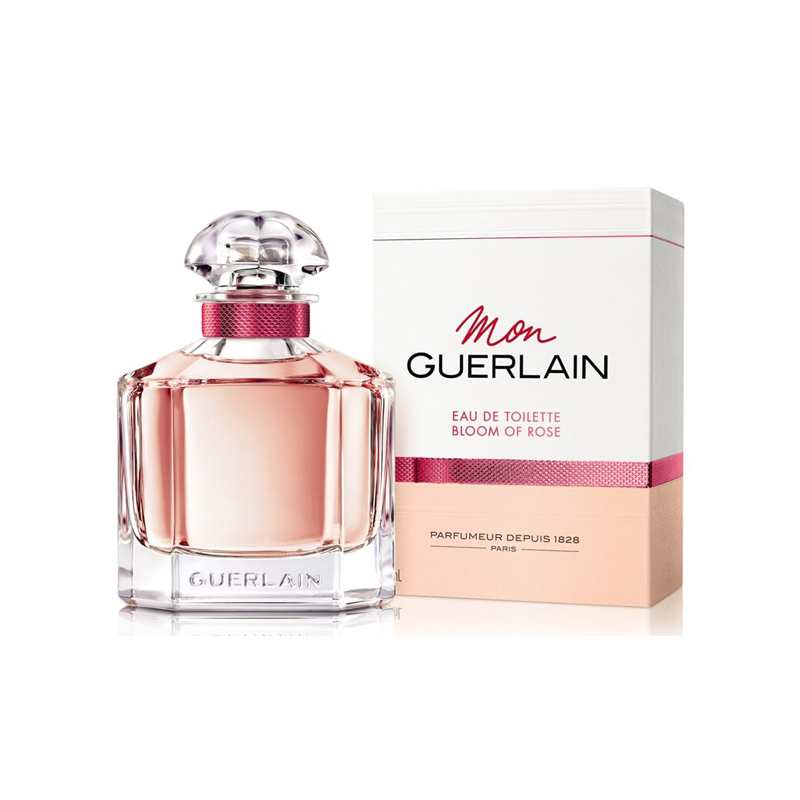 Mon
GUERLAIN
EAU DE TOILETTE
BLOOM OF ROSE
PARFUMEUR DEPUIS 1828
PARIS
GUERLAIN